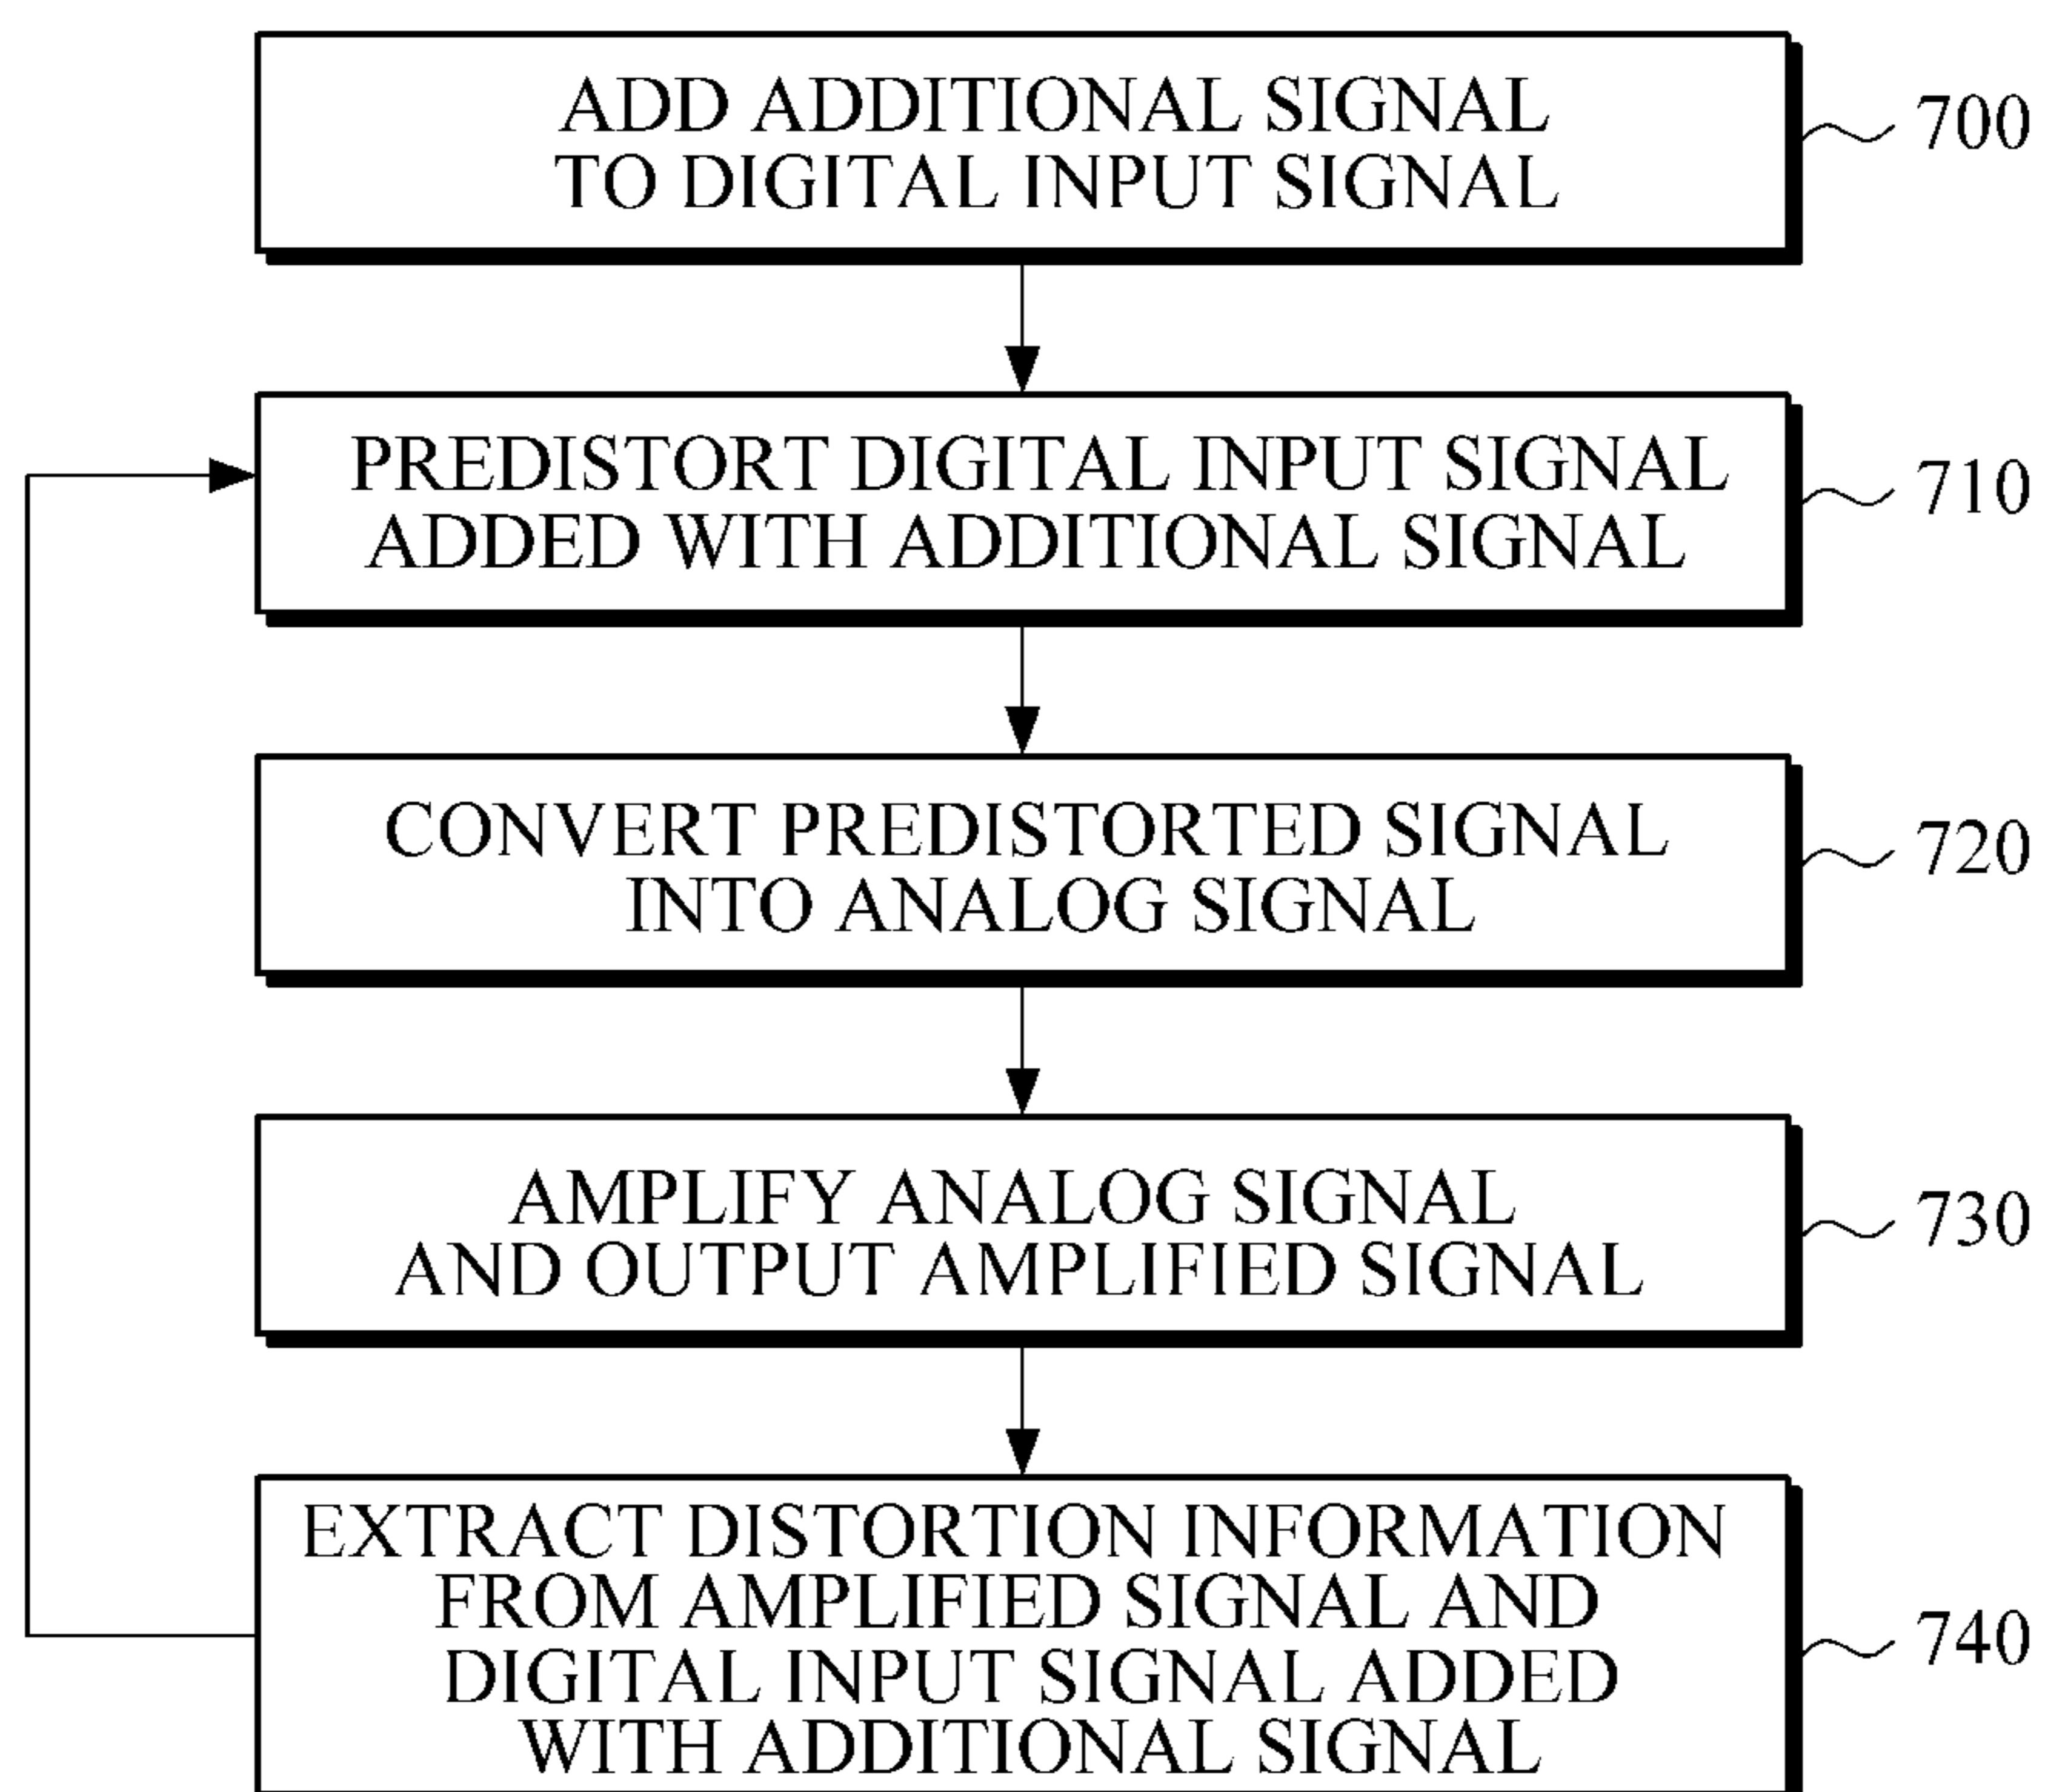 ADD ADDITIONAL SIGNAL
TO DIGITAL INPUT SIGNAL
700
PREDISTORT DIGITAL INPUT SIGNAL
ADDED WITH ADDITIONAL SIGNAL
710
CONVERT PREDISTORTED SIGNAL
INTO ANALOG SIGNAL
720
AMPLIFY ANALOG SIGNAL
AND OUTPUT AMPLIFIED SIGNAL
730
EXTRACT DISTORTION INFORMATION
FROM AMPLIFIED SIGNAL AND
DIGITAL INPUT SIGNAL ADDED
WITH ADDITIONAL SIGNAL
740